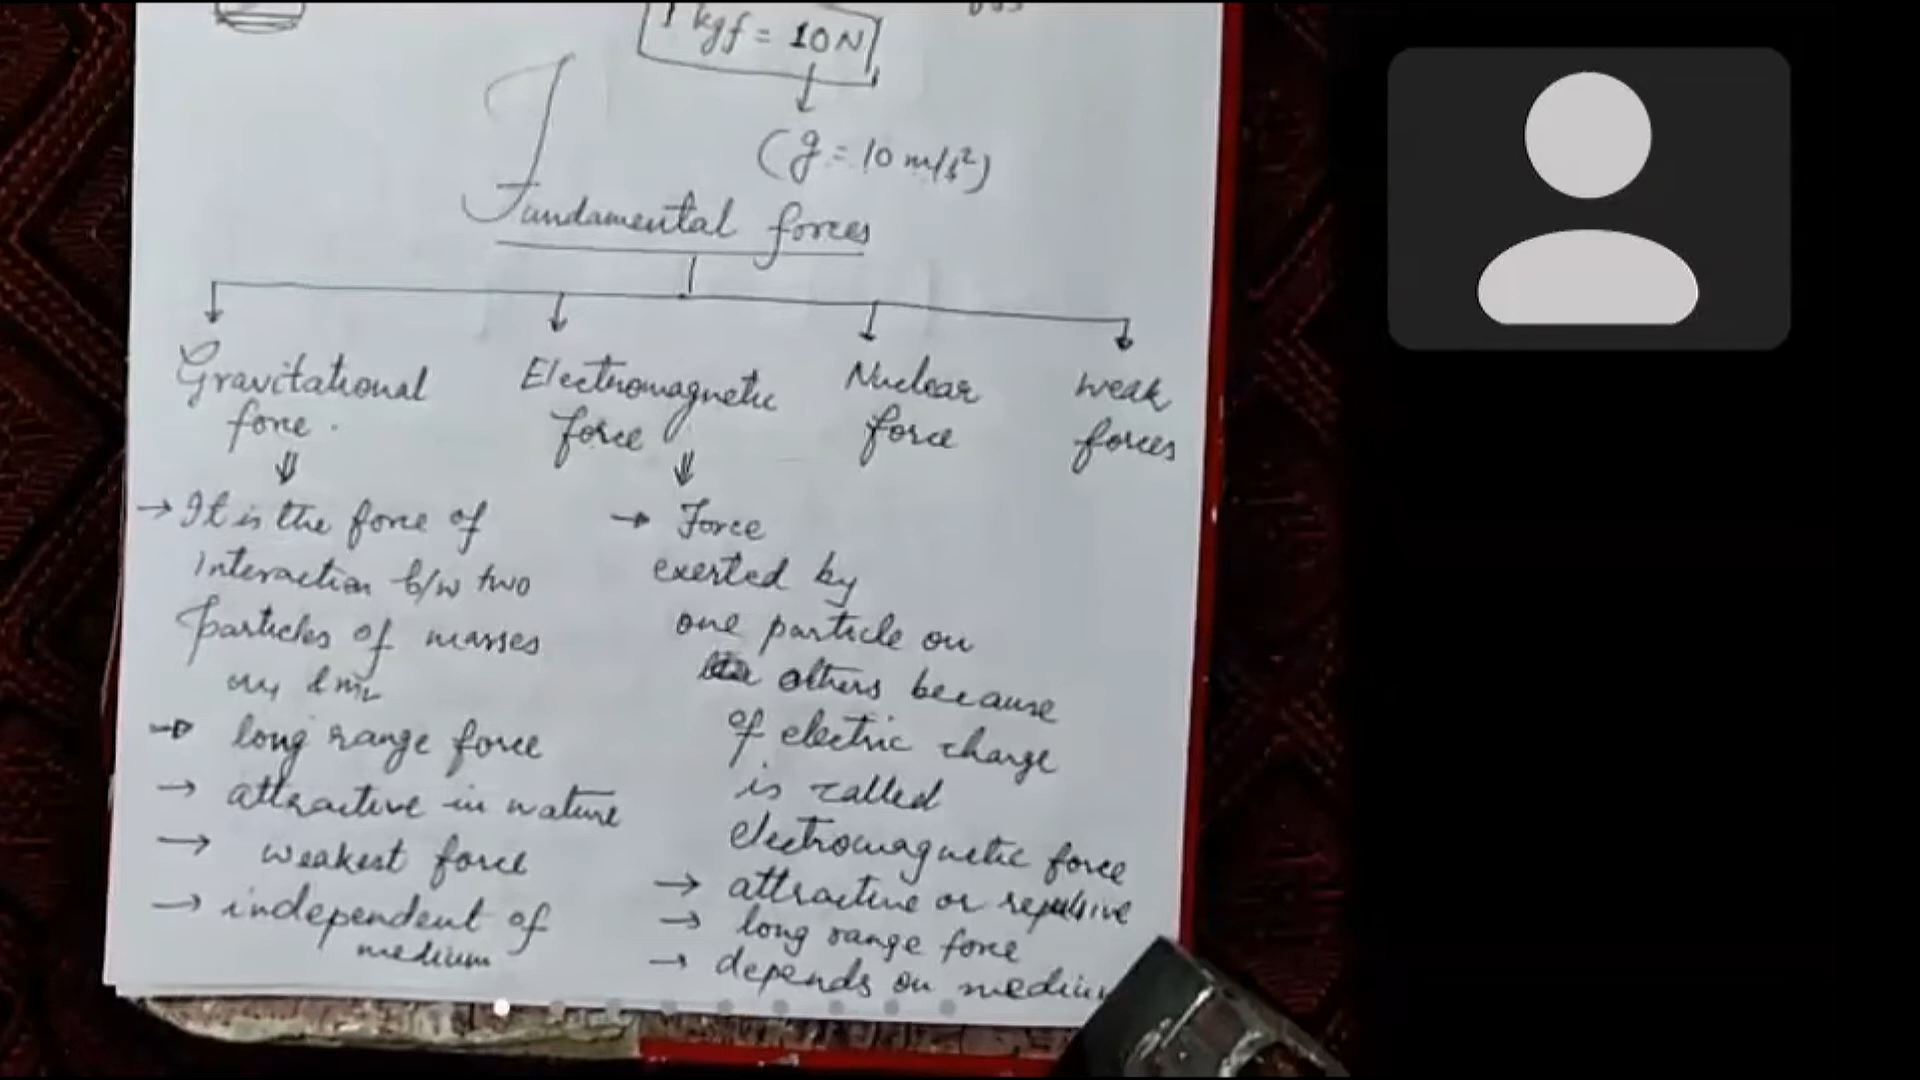 1 kgf = 10N
(g = 10 m/s²)
Fundamental forces
Gravitational force.
Electromagnetic force
Nuclear force
weak forces
→ It is the force of
interaction b/w two
particles of masses
m₁ & m₂
→ long range force
→ attractive in nature
→ weakest force
→ independent of
medium
→ Force
exerted by
one particle on
others because
of electric charge
is called
electromagnetic force
→ attractive or repulsive
→ long range force
→ depends on medium